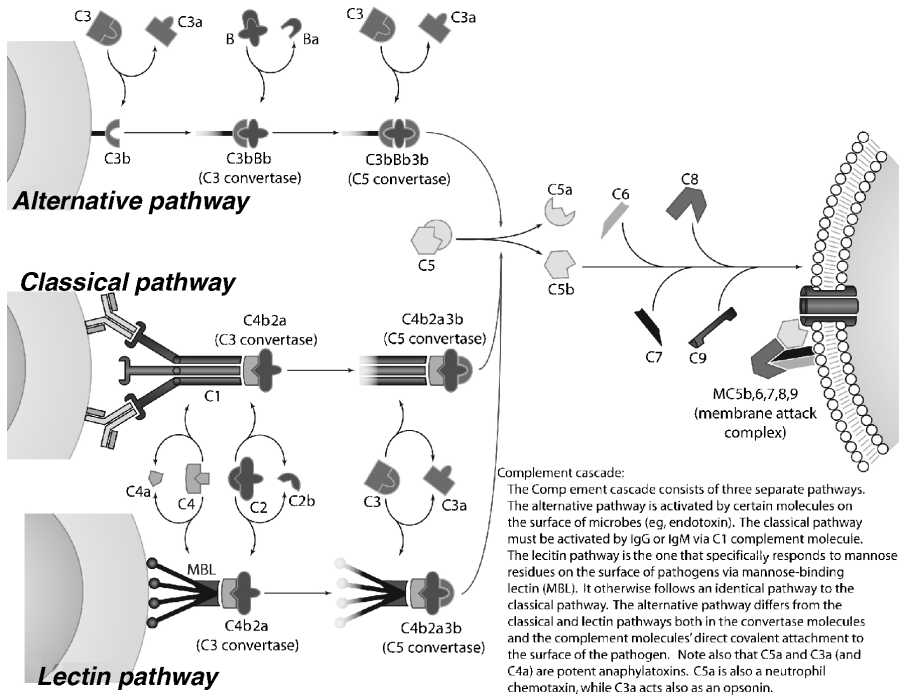 C3
C3a
B
Ba
C3
C3a
C3b
C3bBb
(C3 convertase)
C3bBb3b
(C5 convertase)
Alternative pathway
C5
C5a
C5b
C6
C8
C7
C9
MC5b,6,7,8,9
(membrane attack
complex)
Classical pathway
C4b2a
(C3 convertase)
C4b2a3b
(C5 convertase)
C1
C4a
C4
C2
C2b
C3
C3a
MBL
C4b2a
(C3 convertase)
C4b2a3b
(C5 convertase)
Lectin pathway
Complement cascade:
The Comp ement cascade consists of three separate pathways.
The alternative pathway is activated by certain molecules on
the surface of microbes (eg, endotoxin). The classical pathway
must be activated by IgG or IgM via C1 complement molecule.
The lecitin pathway is the one that specifically responds to mannose
residues on the surface of pathogens via mannose-binding
lectin (MBL). It otherwise follows an identical pathway to the
classical pathway. The alternative pathway differs from the
classical and lectin pathways both in the convertase molecules
and the complement molecules' direct covalent attachment to
the surface of the pathogen. Note also that C5a and C3a (and
C4a) are potent anaphylatoxins. C5a is also a neutrophil
chemotaxin, while C3a acts also as an opsonin.